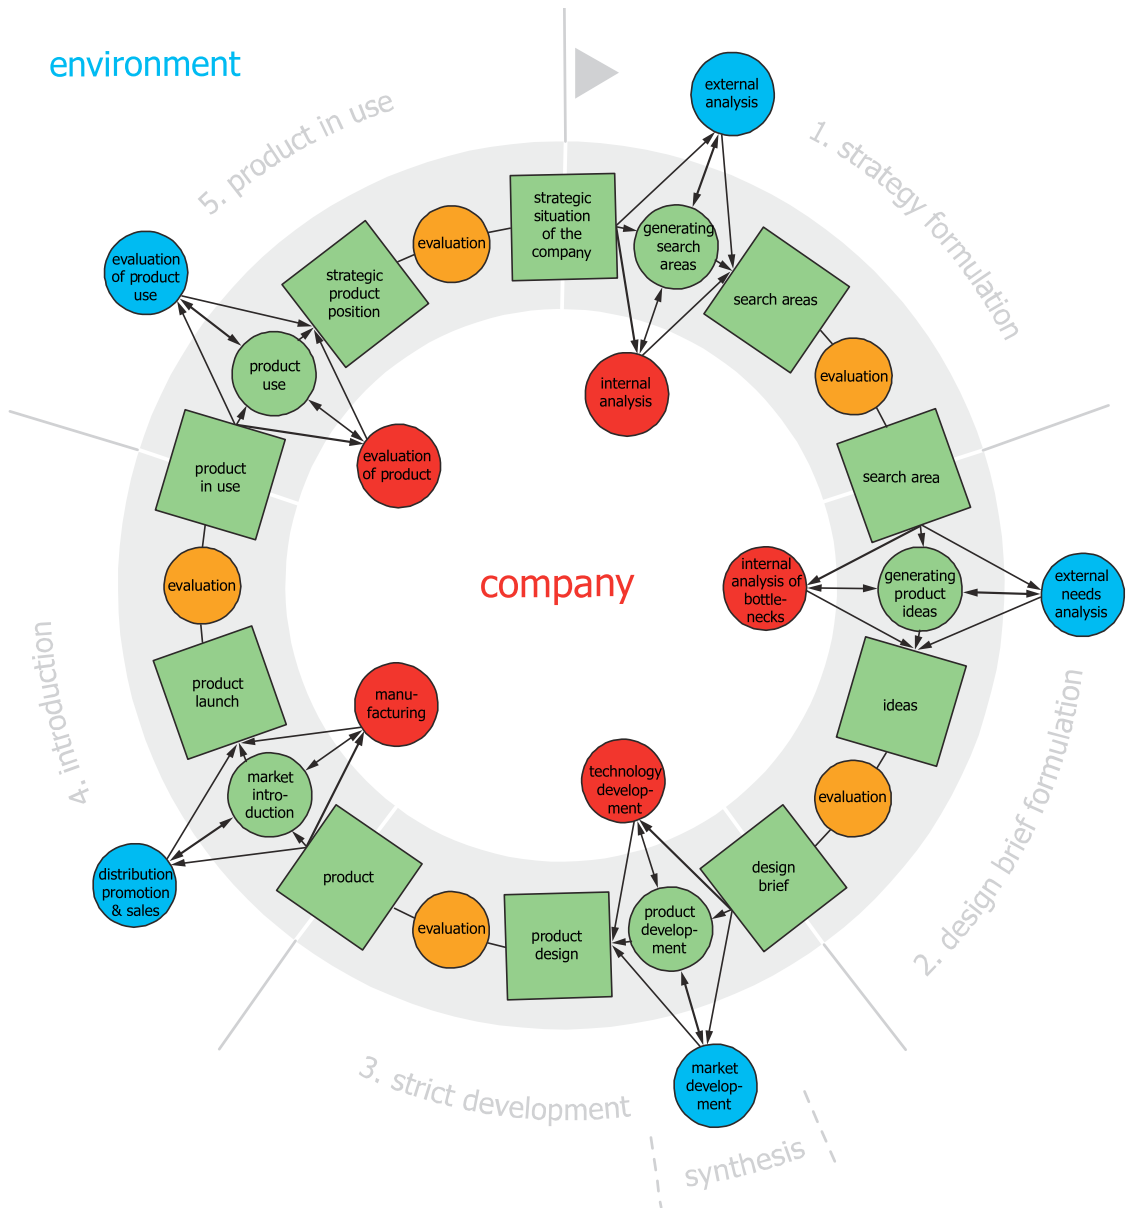 environment
external
analysis
1. strategy formulation
5. product in use
strategic
situation
of the
company
generating
search
areas
evaluation
evaluation
of product
use
strategic
product
position
search areas
product
use
internal
analysis
evaluation
evaluation
of product
product
in use
search area
internal
analysis of
bottle-
necks
generating
product
ideas
external
needs
analysis
company
evaluation
4. introduction
product
launch
manu-
facturing
ideas
2. design brief formulation
market
intro-
duction
technology
develop-
ment
evaluation
distribution
promotion
& sales
product
design
brief
evaluation
product
design
product
develop-
ment
3. strict development
market
develop-
ment
synthesis